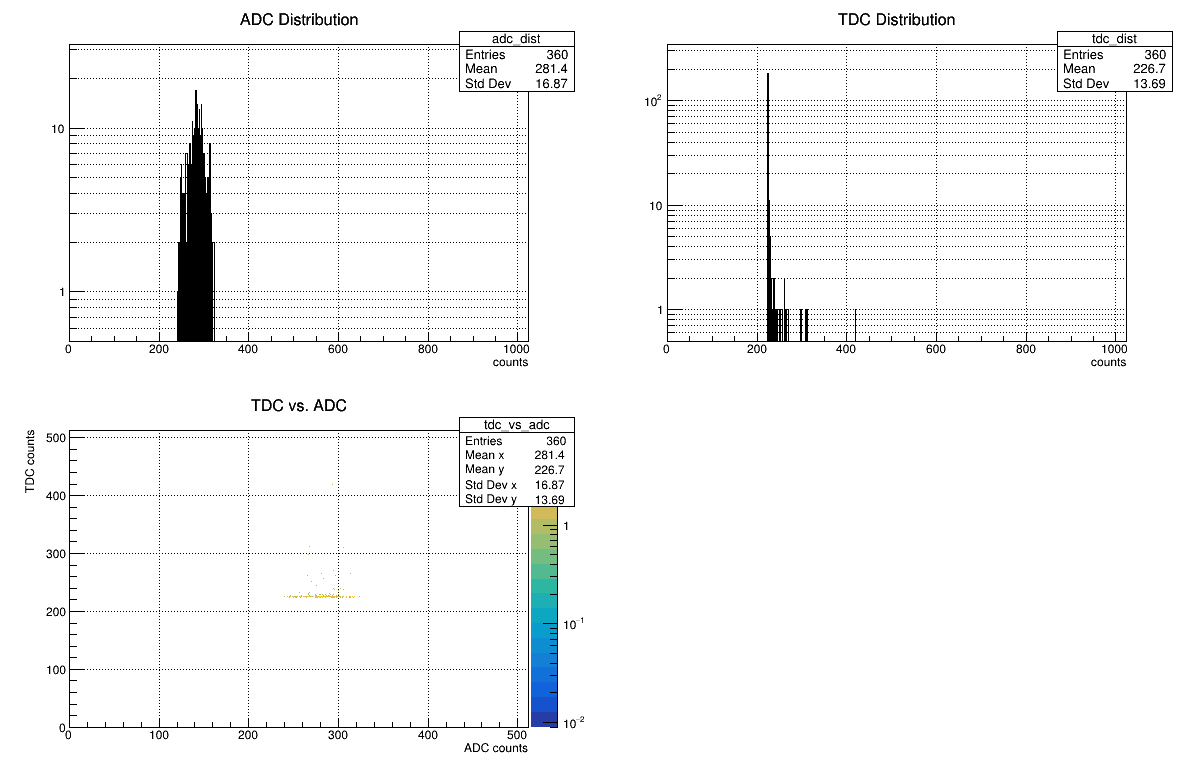 ADC Distribution
adc_dist
Entries 360
Mean 281.4
Std Dev 16.87
10
1
0 200 400 600 800 1000
counts
TDC Distribution
tdc_dist
Entries 360
Mean 226.7
Std Dev 13.69
10²
10
1
0 200 400 600 800 1000
counts
TDC vs. ADC
tdc_vs_adc
Entries 360
Mean x 281.4
Mean y 226.7
Std Dev x 16.87
Std Dev y 13.69
TDC counts
500
400
300
200
100
0
0 100 200 300 400 500
ADC counts
1
10⁻¹
10⁻²